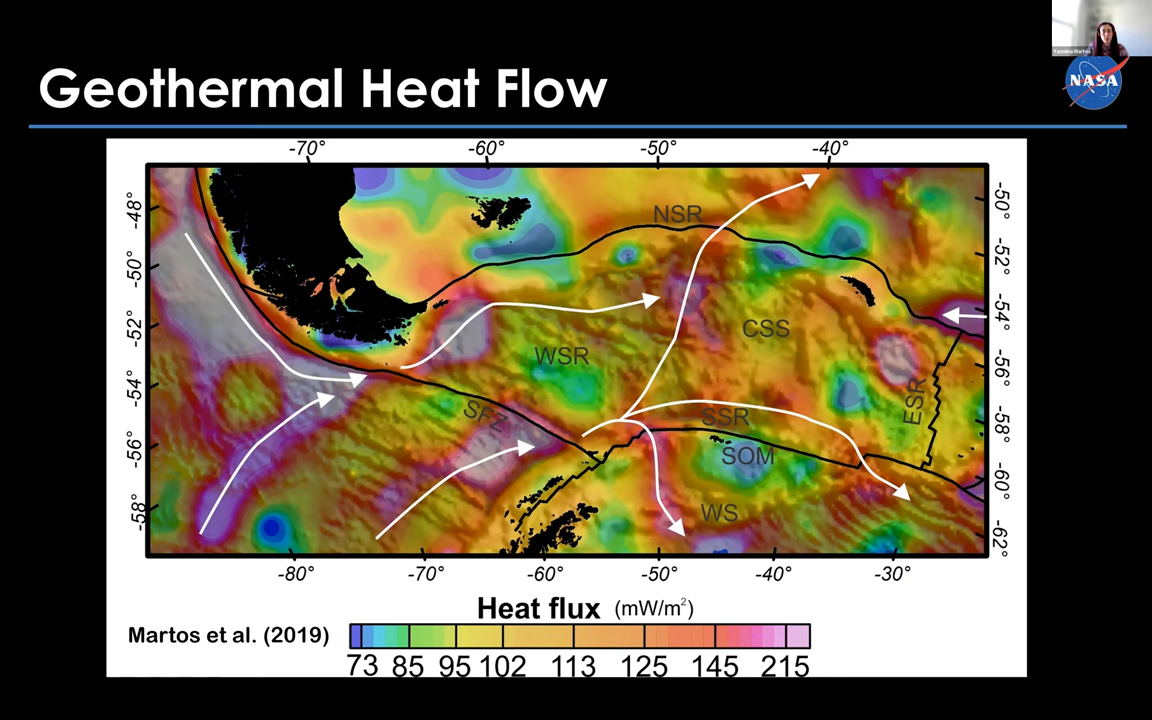 Yasmina Martos
NASA
Geothermal Heat Flow
-70° -60° -50° -40°
-48° -50° -52° -54° -56° -58°
-50° -52° -54° -56° -58° -60° -62°
NSR
CSS
WSR
SFZ
SSR
ESR
SOM
WS
-80° -70° -60° -50° -40° -30°
Heat flux (mW/m²)
Martos et al. (2019)
73 85 95 102 113 125 145 215